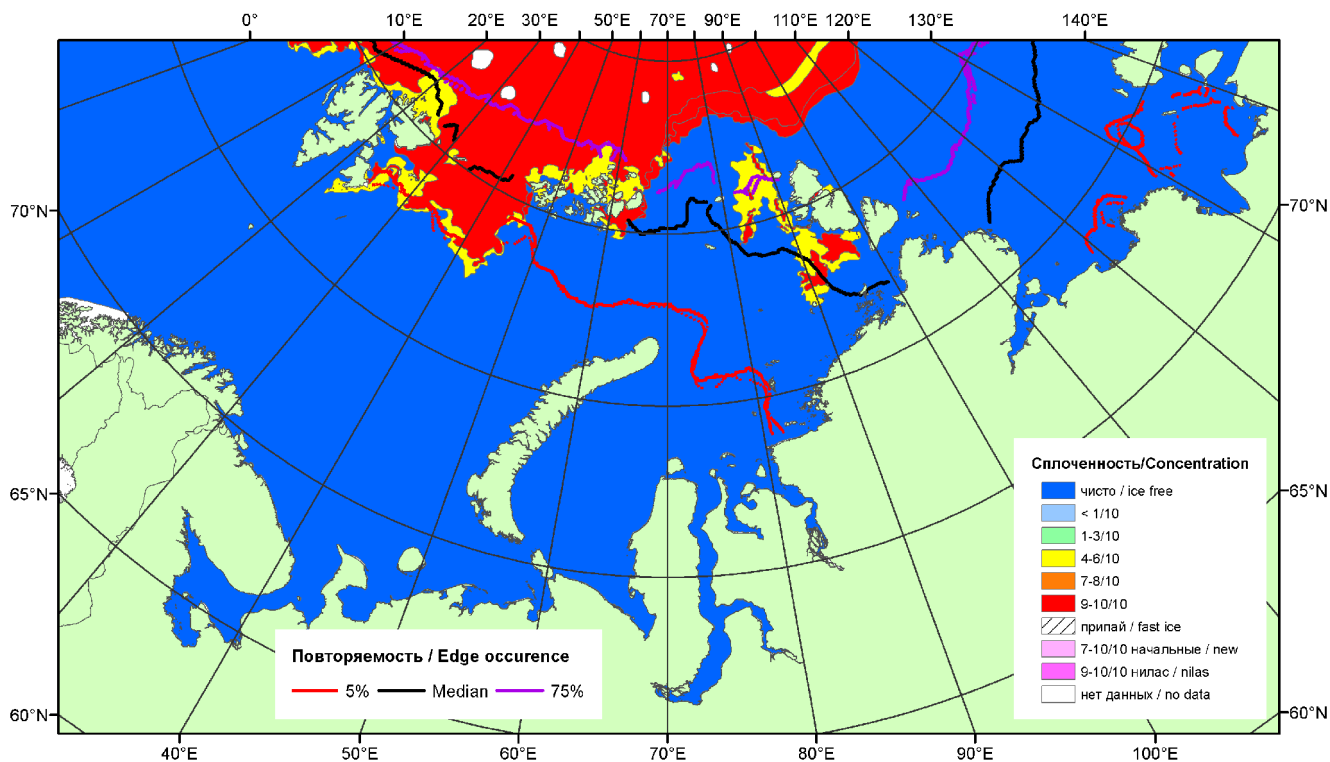 0° 10°E 20°E 30°E 50°E 70°E 90°E 110°E 120°E 130°E 140°E
70°N 70°N
65°N 65°N
60°N 60°N
Сплоченность/Concentration
чисто / ice free
< 1/10
1-3/10
4-6/10
7-8/10
9-10/10
припай / fast ice
7-10/10 начальные / new
9-10/10 нилас / nilas
нет данных / no data
Повторяемость / Edge occurence
5% Median 75%
40°E 50°E 60°E 70°E 80°E 90°E 100°E